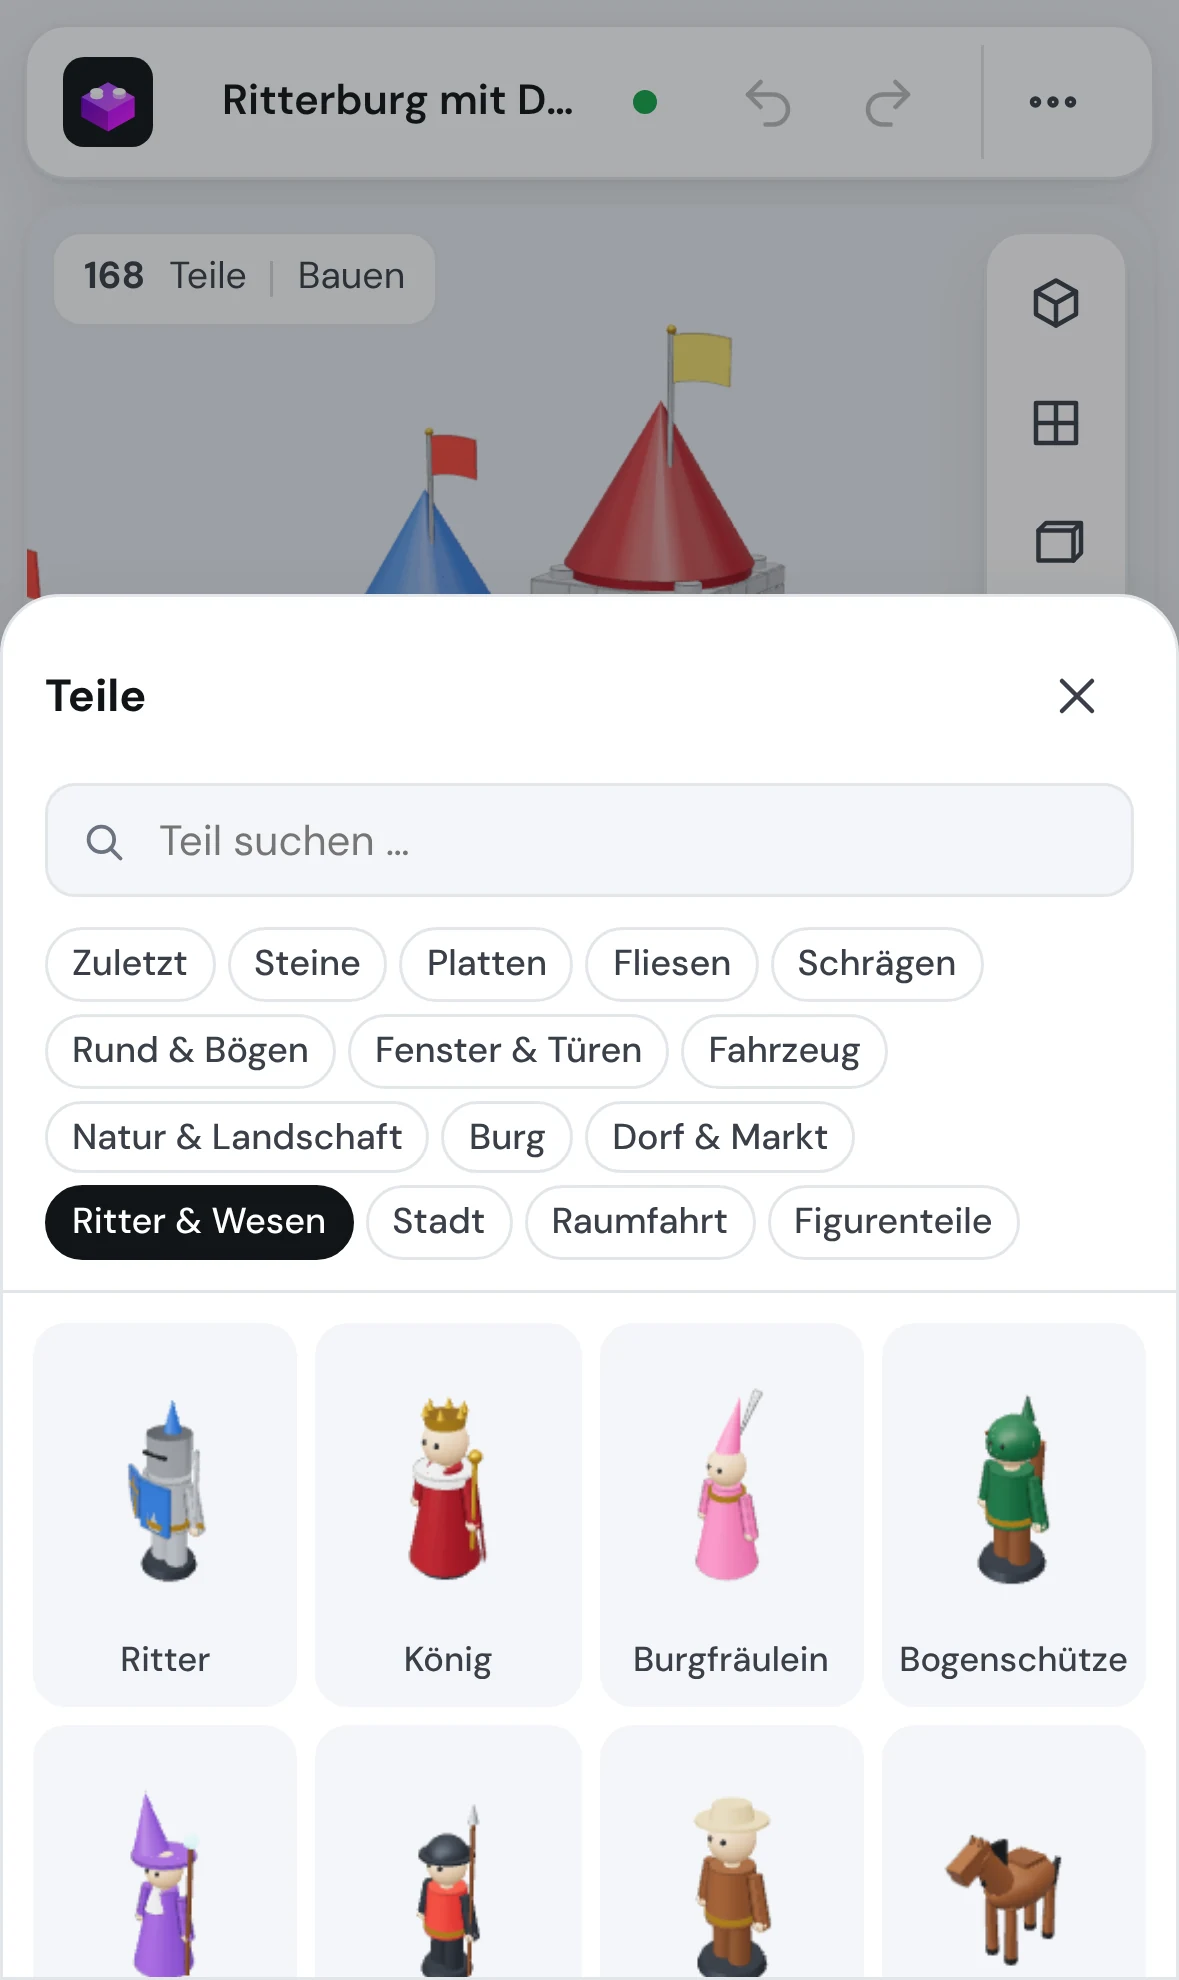 Ritterburg mit D...
168 Teile | Bauen
Teile
Teil suchen ...
Zuletzt Steine Platten Fliesen Schrägen
Rund & Bögen Fenster & Türen Fahrzeug
Natur & Landschaft Burg Dorf & Markt
Ritter & Wesen Stadt Raumfahrt Figurenteile
Ritter König Burgfräulein Bogenschütze